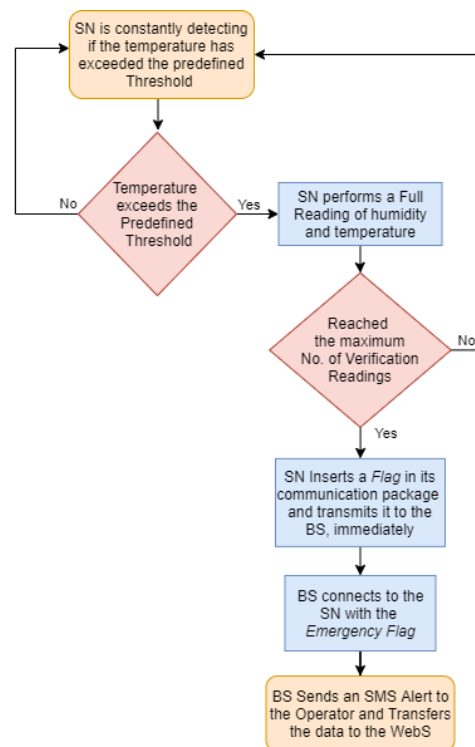 SN is constantly detecting
if the temperature has
exceeded the predefined
Threshold
Temperature
exceeds the
Predefined
Threshold
No
Yes
SN performs a Full
Reading of humidity
and temperature
Reached
the maximum
No. of Verification
Readings
No
Yes
SN Inserts a Flag in its
communication package
and transmits it to the
BS, immediately
BS connects to the
SN with the
Emergency Flag
BS Sends an SMS Alert to
the Operator and Transfers
the data to the WebS